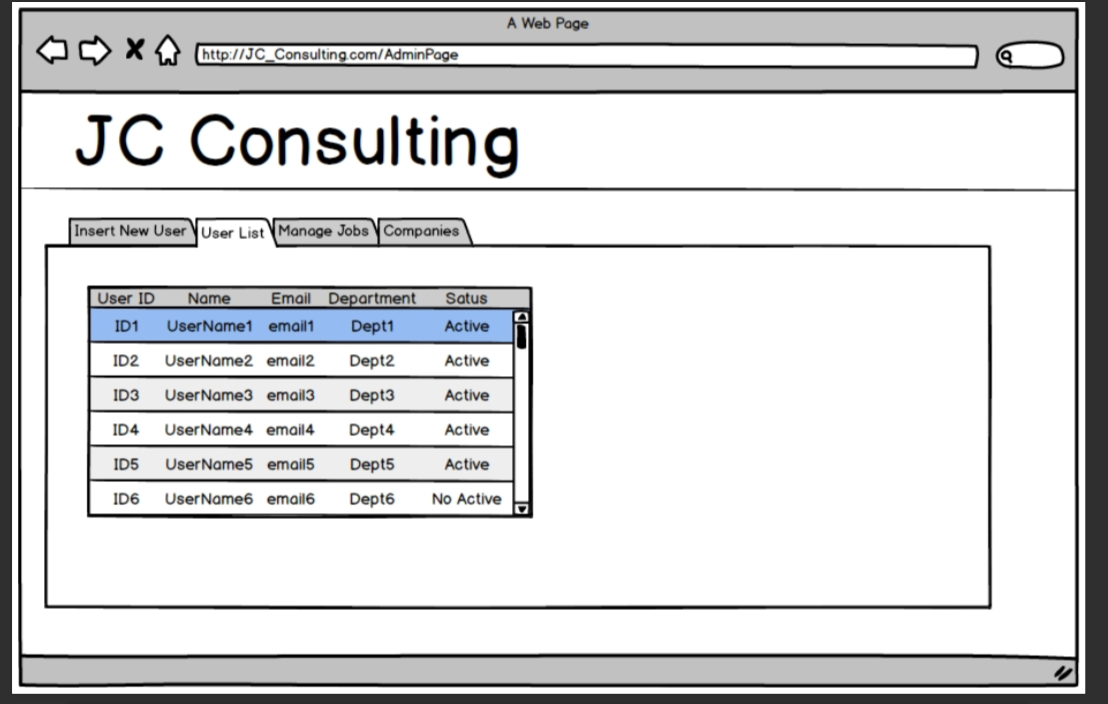 A Web Page
http://JC_Consulting.com/AdminPage
JC Consulting
Insert New User User List Manage Jobs Companies
User ID Name Email Department Satus
ID1 UserName1 email1 Dept1 Active
ID2 UserName2 email2 Dept2 Active
ID3 UserName3 email3 Dept3 Active
ID4 UserName4 email4 Dept4 Active
ID5 UserName5 email5 Dept5 Active
ID6 UserName6 email6 Dept6 No Active